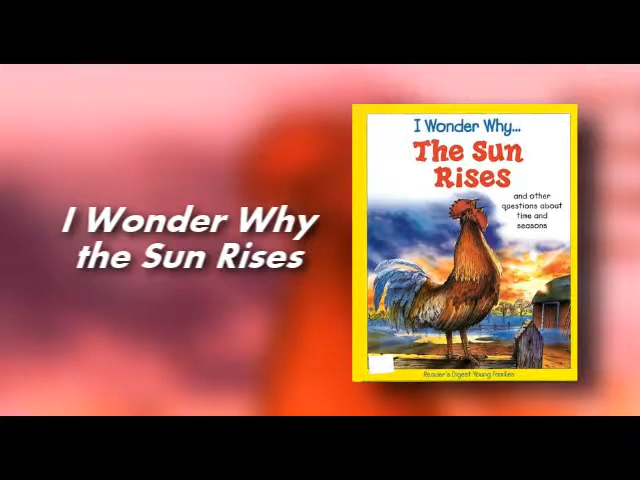 I Wonder Why
the Sun Rises
I Wonder Why...
The Sun
Rises
and other
questions about
time and
seasons
Reader's Digest Young Families